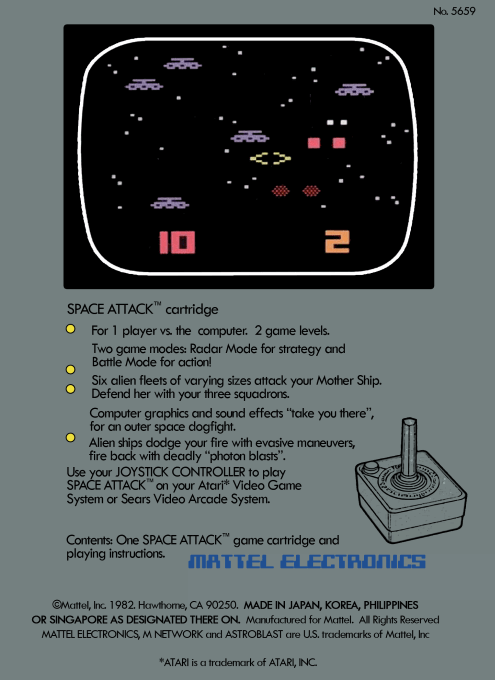 No. 5659
10 2
SPACE ATTACK™ cartridge
For 1 player vs. the computer. 2 game levels.
Two game modes: Radar Mode for strategy and
Battle Mode for action!
Six alien fleets of varying sizes attack your Mother Ship.
Defend her with your three squadrons.
Computer graphics and sound effects “take you there”,
for an outer space dogfight.
Alien ships dodge your fire with evasive maneuvers,
fire back with deadly “photon blasts”.
Use your JOYSTICK CONTROLLER to play
SPACE ATTACK™ on your Atari* Video Game
System or Sears Video Arcade System.
Contents: One SPACE ATTACK™ game cartridge and
playing instructions.
MATTEL ELECTRONICS
©Mattel, Inc. 1982. Hawthorne, CA 90250. MADE IN JAPAN, KOREA, PHILIPPINES
OR SINGAPORE AS DESIGNATED THERE ON. Manufactured for Mattel. All Rights Reserved
MATTEL ELECTRONICS, M NETWORK and ASTROBLAST are U.S. trademarks of Mattel, Inc
*ATARI is a trademark of ATARI, INC.